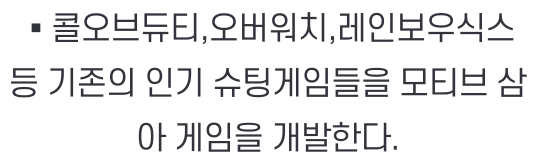 ▪ 콜오브듀티,오버워치,레인보우식스
등 기존의 인기 슈팅게임들을 모티브 삼
아 게임을 개발한다.